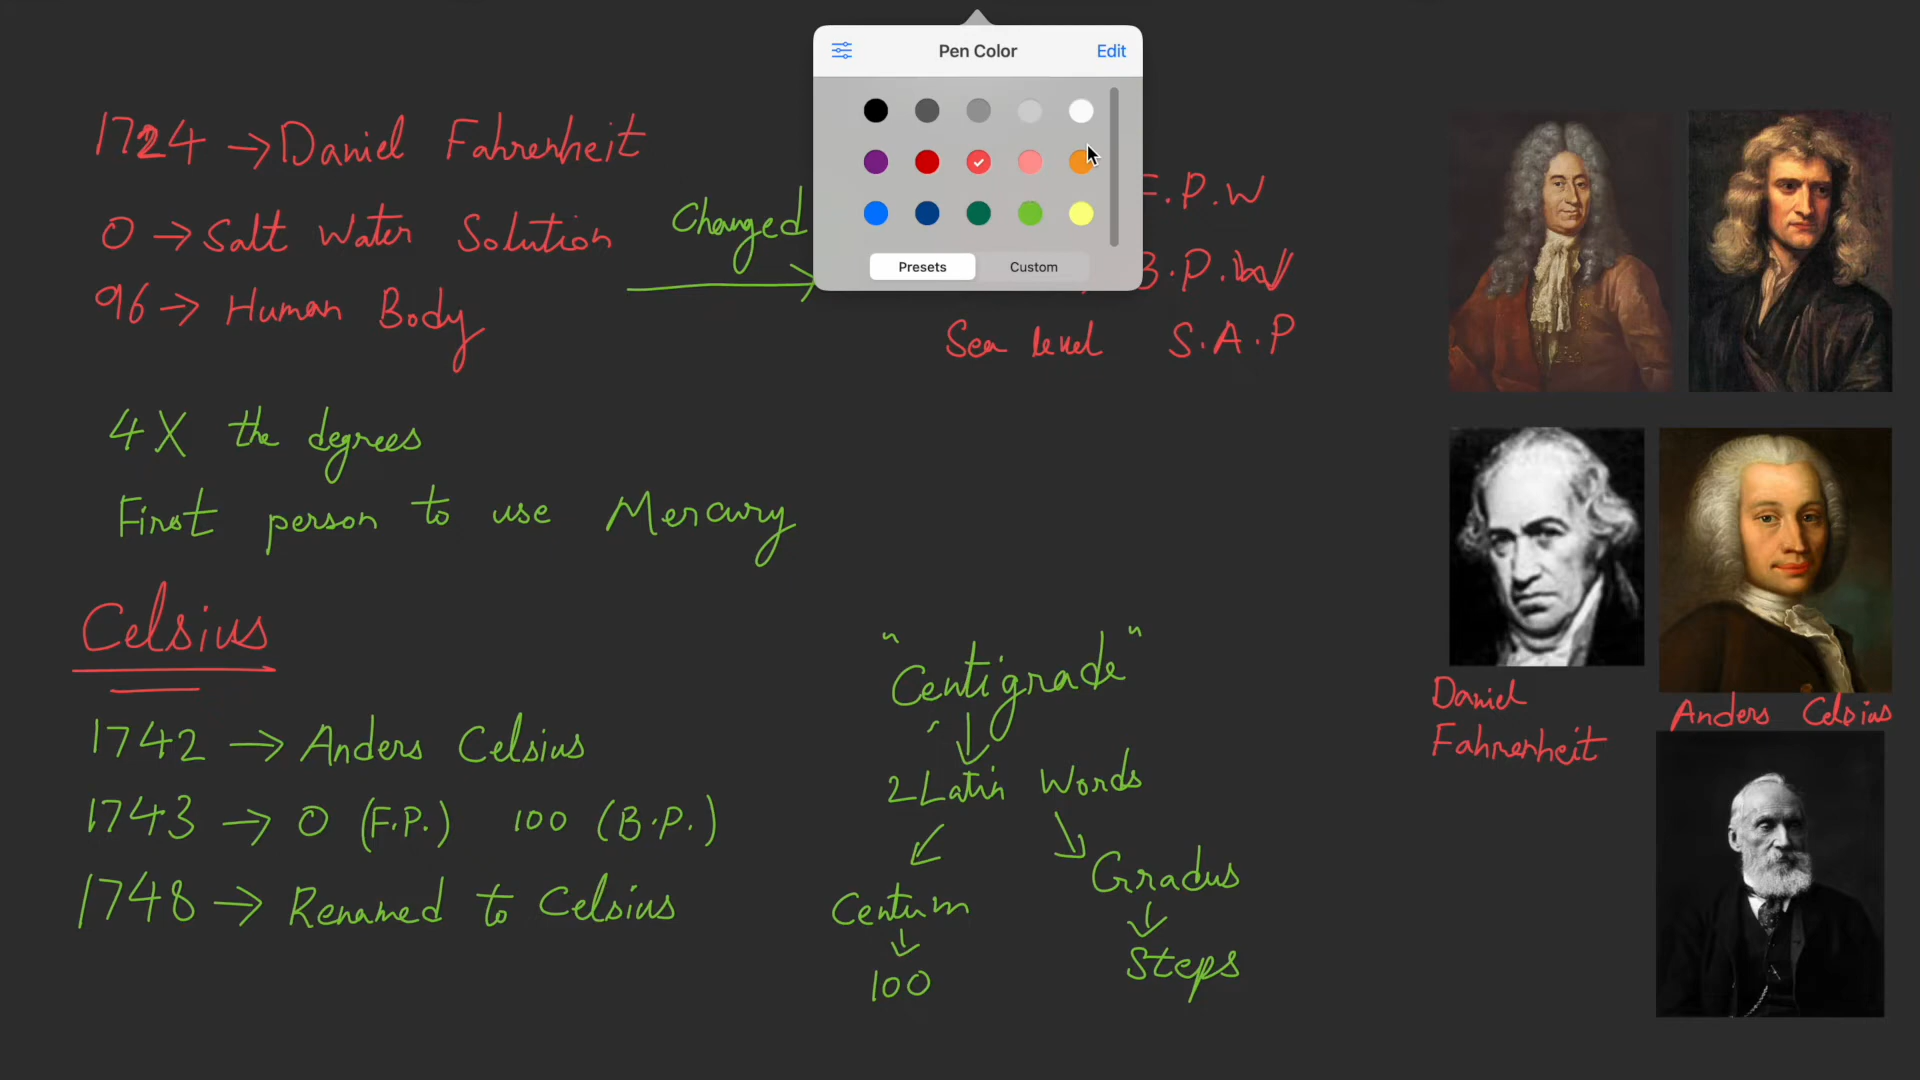 Pen Color
Edit
Presets
Custom
1724 → Daniel Fahrenheit
0 → Salt Water Solution
96 → Human Body
Changed
F.P.W
B.P.W
Sea level S.A.P
4X the degrees
First person to use Mercury
Celsius
1742 → Anders Celsius
1743 → 0 (F.P.) 100 (B.P.)
1748 → Renamed to Celsius
"Centigrade"
2 Latin Words
Centum
100
Gradus
Steps
Daniel
Fahrenheit
Anders Celsius